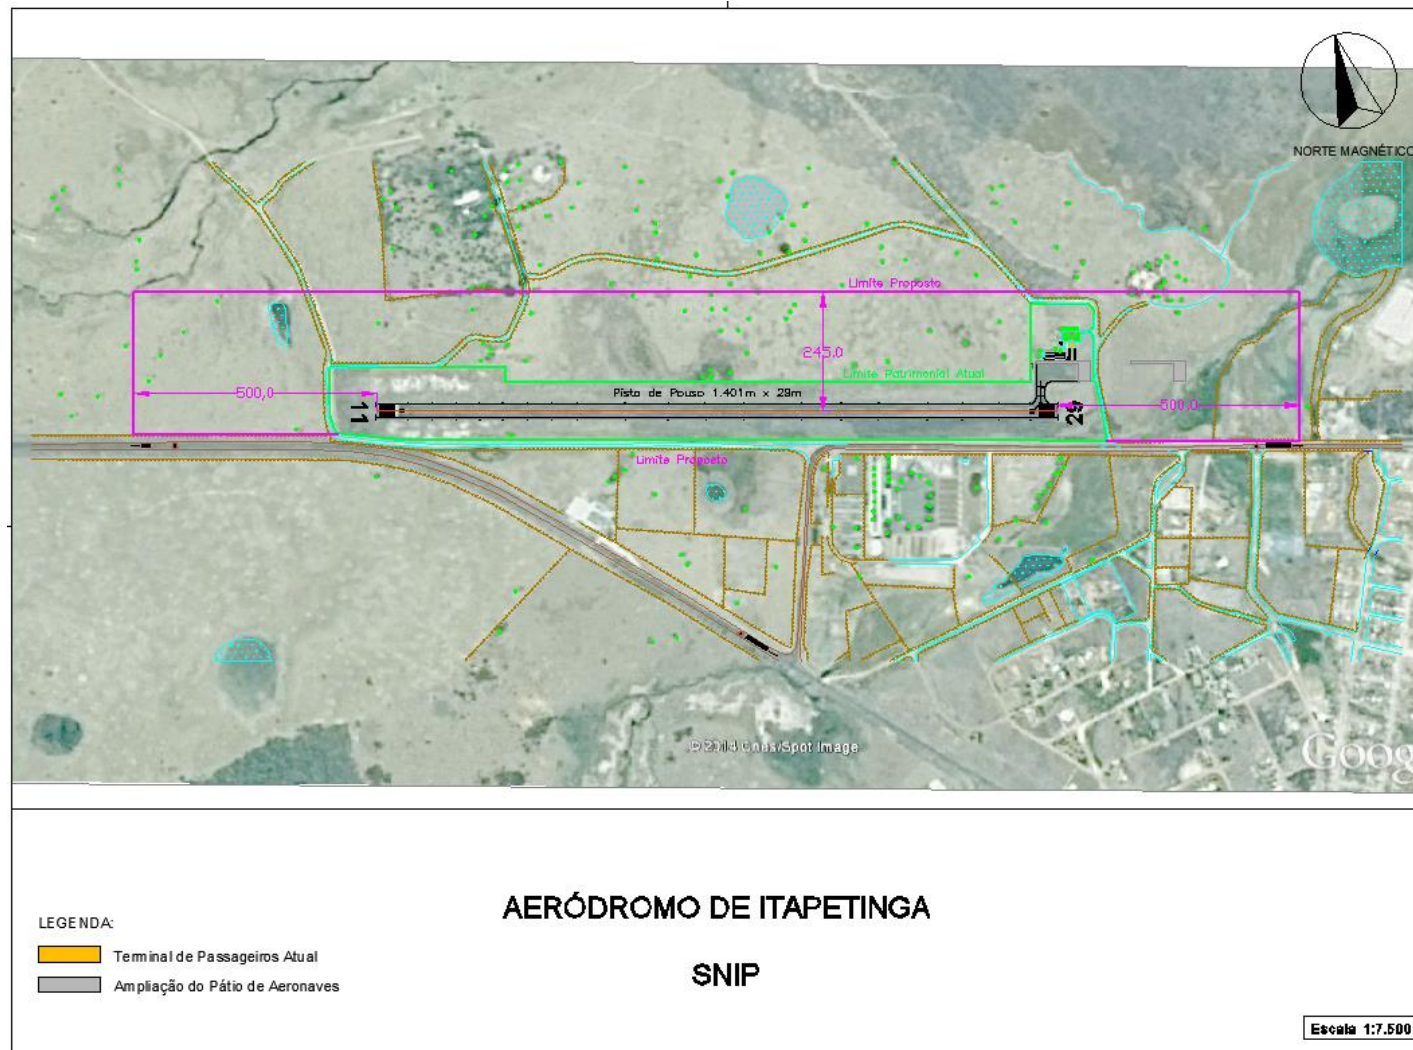 NORTE MAGNÉTICO
Limite Proposto
245.0
Limite Patrimonial Atual
500,0
Pista de Pouso 1.401m x 29m
500.0
11
29
Limite Proposto
© 2014 Cnes/Spot Image
Goog
AERÓDROMO DE ITAPETINGA
LEGENDA:
Terminal de Passageiros Atual
SNIP
Ampliação do Pátio de Aeronaves
Escala 1:7.500